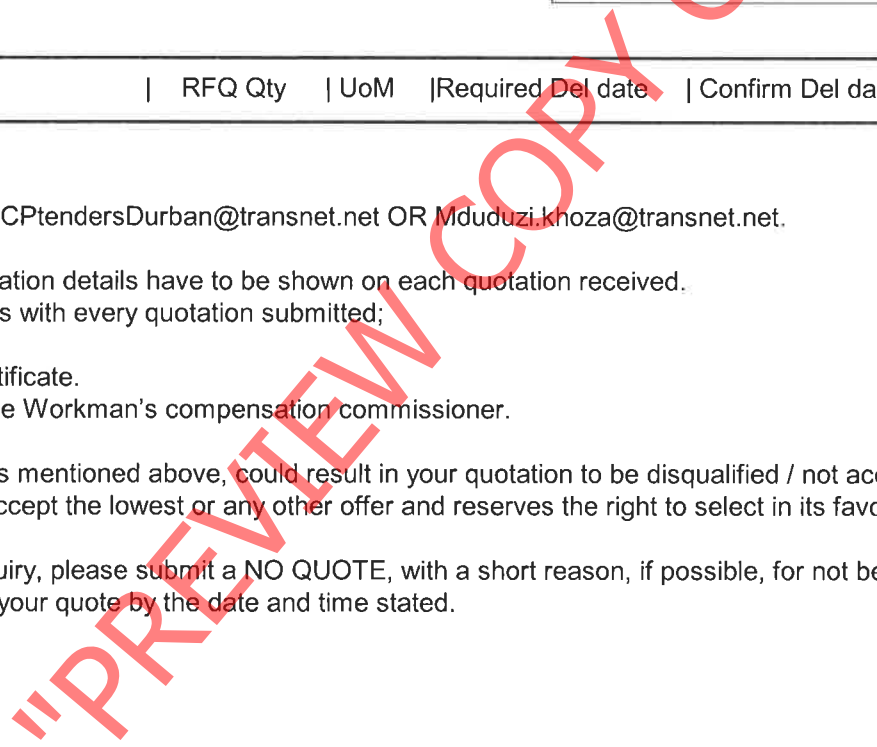 | RFQ Qty | UoM |Required Del date | Confirm Del da
CPtendersDurban@transnet.net OR Mduduzi.khoza@transnet.net.
ation details have to be shown on each quotation received.
s with every quotation submitted;
tificate.
e Workman's compensation commissioner.
s mentioned above, could result in your quotation to be disqualified / not acc
ccept the lowest or any other offer and reserves the right to select in its favo
uiry, please submit a NO QUOTE, with a short reason, if possible, for not be
your quote by the date and time stated.
"PREVIEW COPY